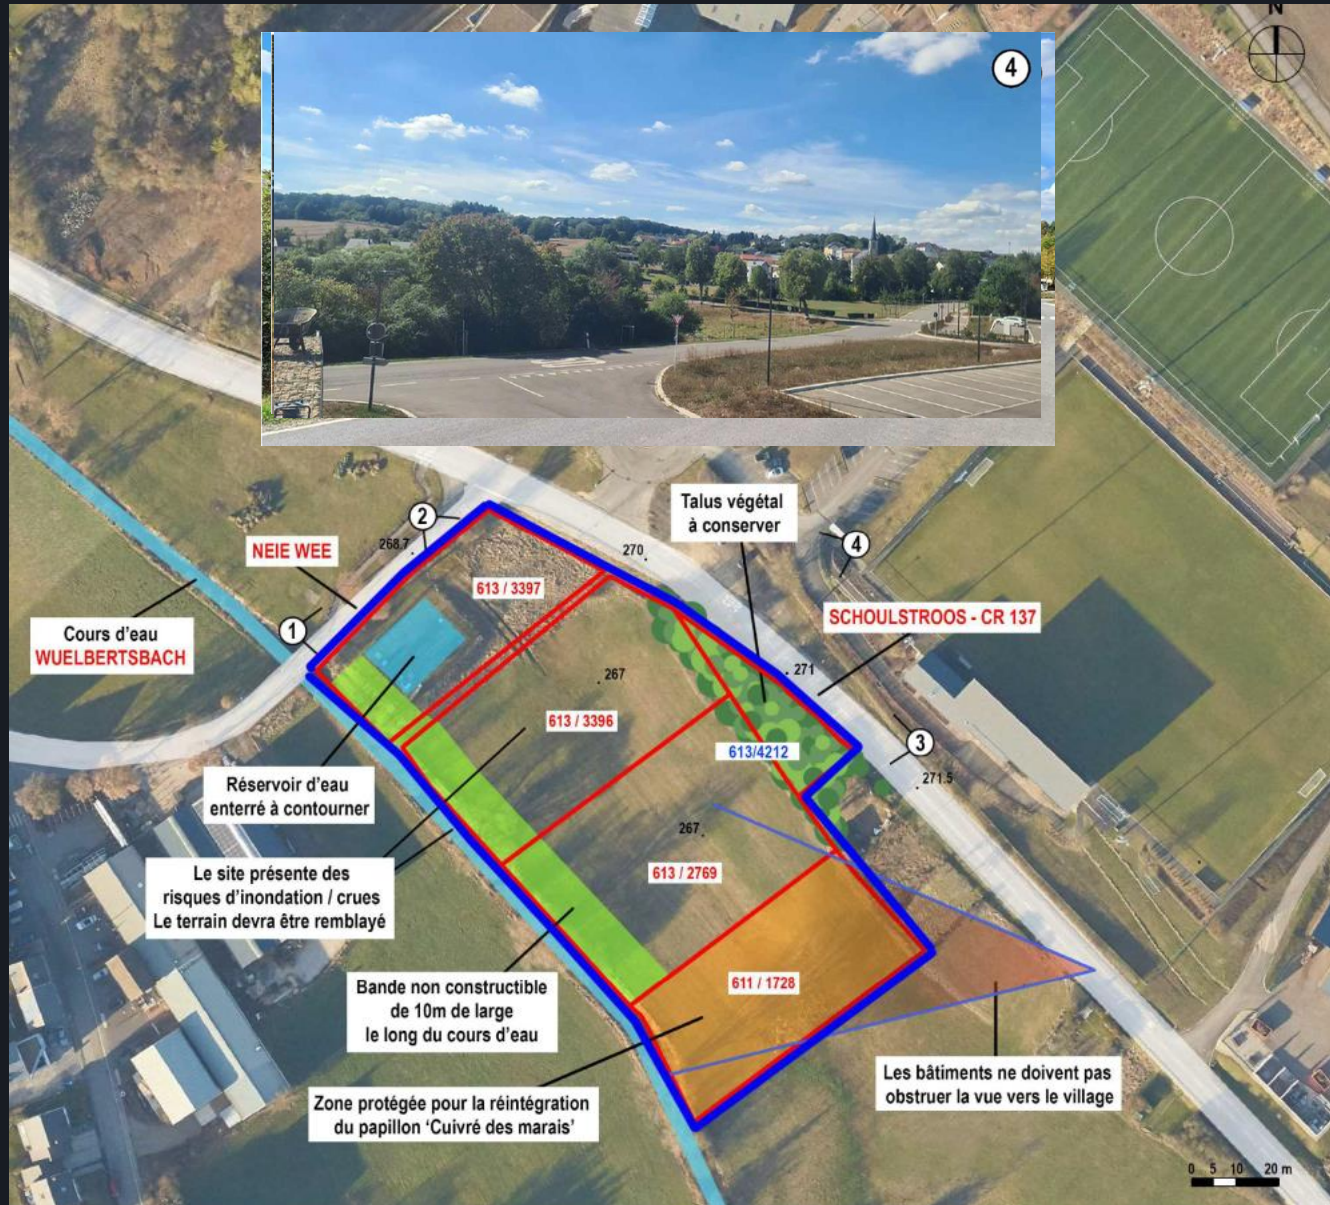 N
4
Talus végétal
à conserver
2
268.7
NEIE WEE
270
4
613 / 3397
SCHOULSTROOS - CR 137
1
Cours d'eau
WUELBERTSBACH
267
271
613 / 3396
613/4212
3
271.5
Réservoir d'eau
enterré à contourner
267
613 / 2769
Le site présente des
risques d'inondation / crues
Le terrain devra être remblayé
611 / 1728
Bande non constructible
de 10m de large
le long du cours d'eau
Les bâtiments ne doivent pas
obstruer la vue vers le village
Zone protégée pour la réintégration
du papillon 'Cuivré des marais'
0 5 10 20 m